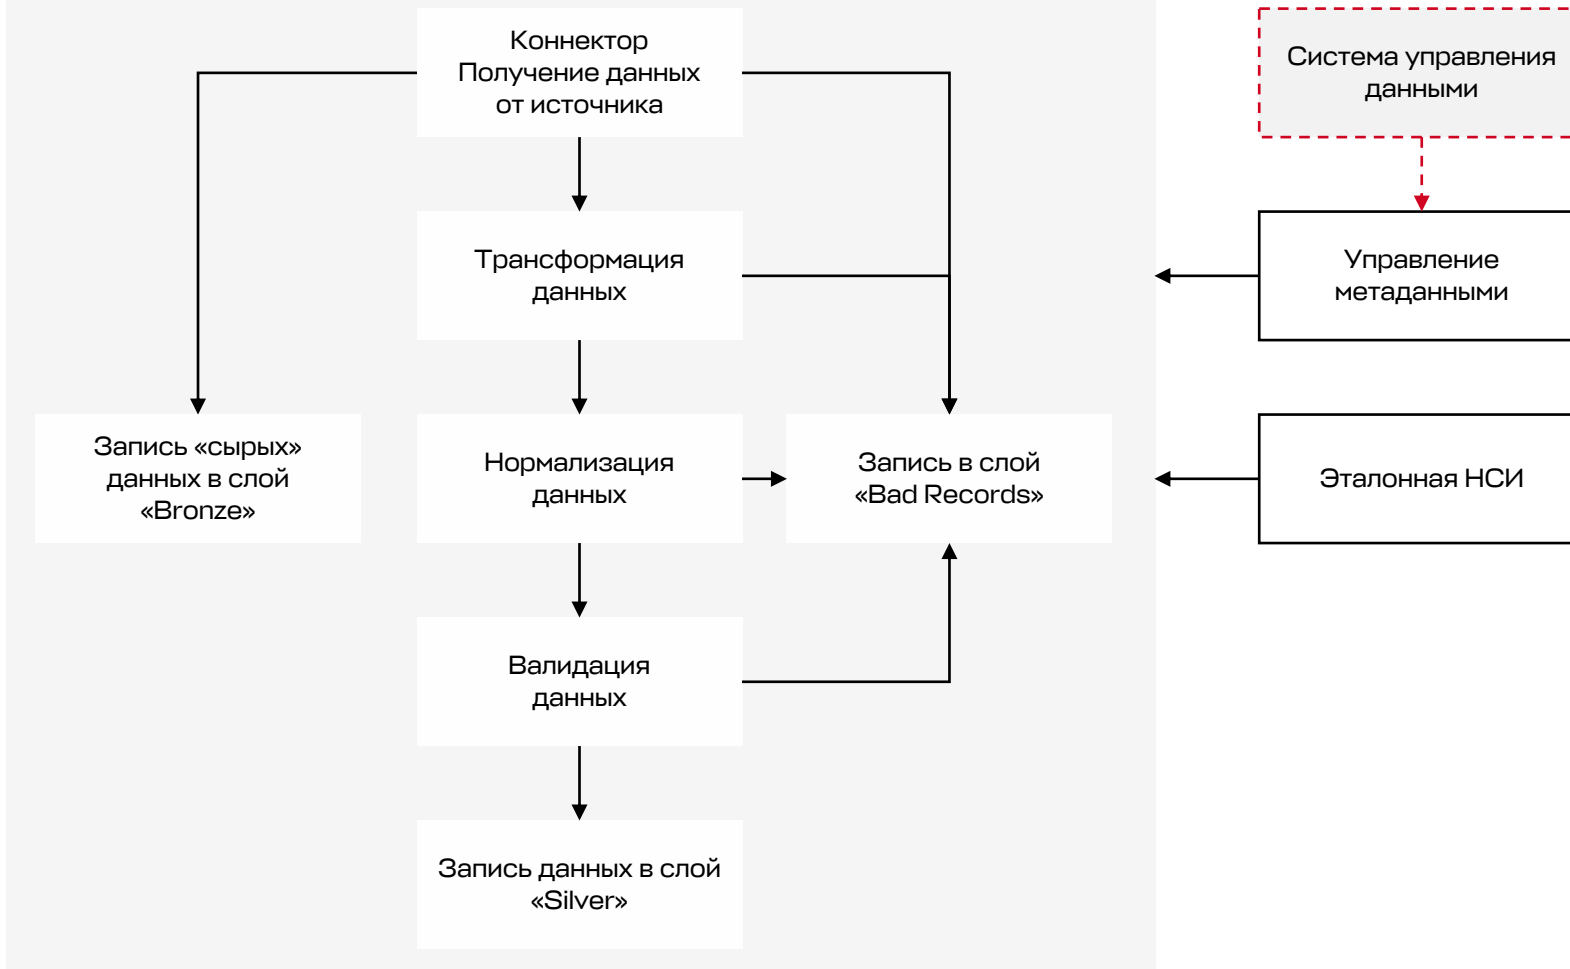 Коннектор
Получение данных
от источника
Система управления
данными
Трансформация
данных
Управление
метаданными
Запись «сырых»
данных в слой
«Bronze»
Нормализация
данных
Запись в слой
«Bad Records»
Эталонная НСИ
Валидация
данных
Запись данных в слой
«Silver»